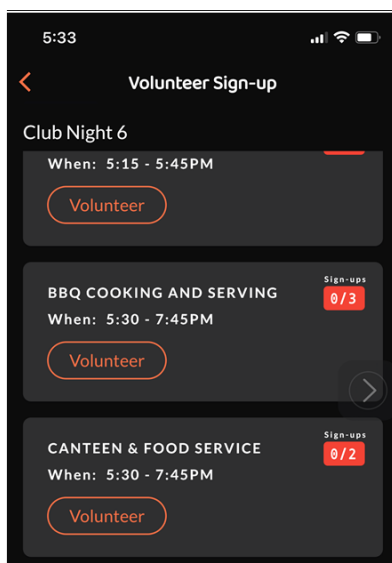 5:33
Volunteer Sign-up
Club Night 6
When: 5:15 - 5:45PM
Volunteer
Sign-ups
BBQ COOKING AND SERVING
0/3
When: 5:30 - 7:45PM
Volunteer
Sign-ups
CANTEEN & FOOD SERVICE
0/2
When: 5:30 - 7:45PM
Volunteer